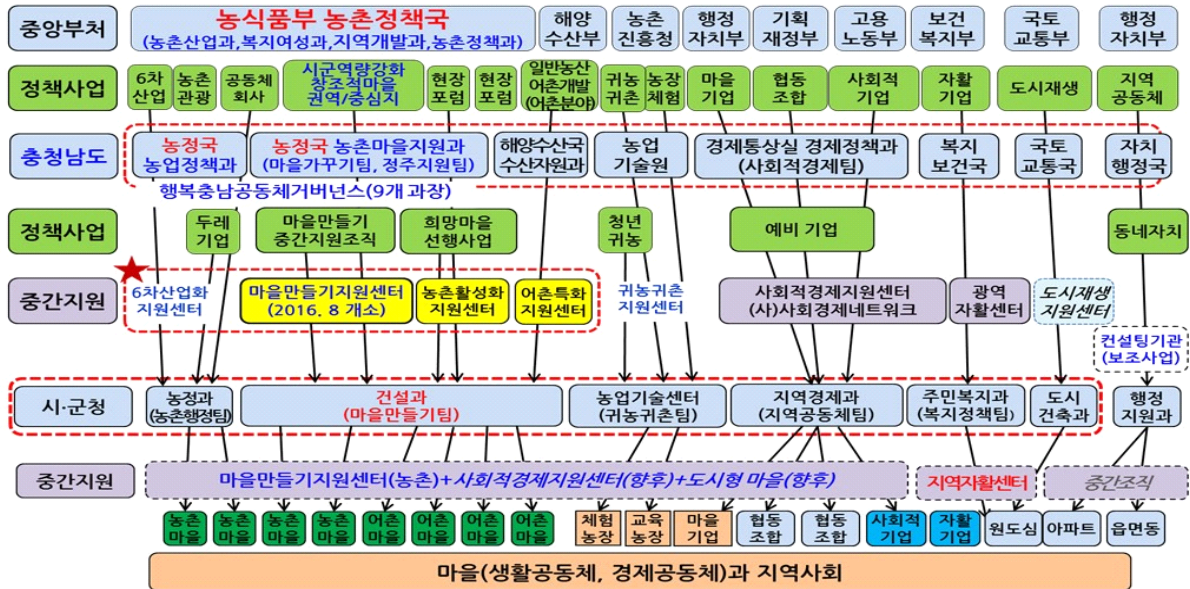 중앙부처
농식품부 농촌정책국
(농촌산업과,복지여성과,지역개발과,농촌정책과)
해양
수산부
농촌
진흥청
행정
자치부
기획
재정부
고용
노동부
보건
복지부
국토
교통부
행정
자치부
정책사업
6차
산업
농촌
관광
공동체
회사
시군역량강화
창조적마을
권역/중심지
현장
포럼
현장
포럼
일반농산
어촌개발
(어촌분야)
귀농
귀촌
농장
체험
마을
기업
협동
조합
사회적
기업
자활
기업
도시재생
지역
공동체
충청남도
농정국
농업정책과
농정국 농촌마을지원과
(마을가꾸기팀, 정주지원팀)
해양수산국
수산자원과
농업
기술원
경제통상실 경제정책과
(사회적경제팀)
복지
보건국
국토
교통국
자치
행정국
행복충남공동체거버넌스(9개 과장)
정책사업
두레
기업
마을만들기
중간지원조직
희망마을
선행사업
청년
귀농
예비 기업
동네자치
중간지원
6차산업화
지원센터
마을만들기지원센터
(2016. 8 개소)
농촌활성화
지원센터
어촌특화
지원센터
귀농귀촌
지원센터
사회적경제지원센터
(사)사회경제네트워크
광역
자활센터
도시재생
지원센터
컨설팅기관
(보조사업)
시·군청
농정과
(농촌행정팀)
건설과
(마을만들기팀)
농업기술센터
(귀농귀촌팀)
지역경제과
(지역공동체팀)
주민복지과
(복지정책팀)
도시
건축과
행정
지원과
중간지원
마을만들기지원센터(농촌)+사회적경제지원센터(향후)+도시형 마을(향후)
지역자활센터
중간조직
농촌
마을
농촌
마을
농촌
마을
농촌
마을
어촌
마을
어촌
마을
어촌
마을
어촌
마을
체험
농장
교육
농장
마을
기업
협동
조합
협동
조합
사회적
기업
자활
기업
원도심
아파트
읍면동
마을(생활공동체, 경제공동체)과 지역사회